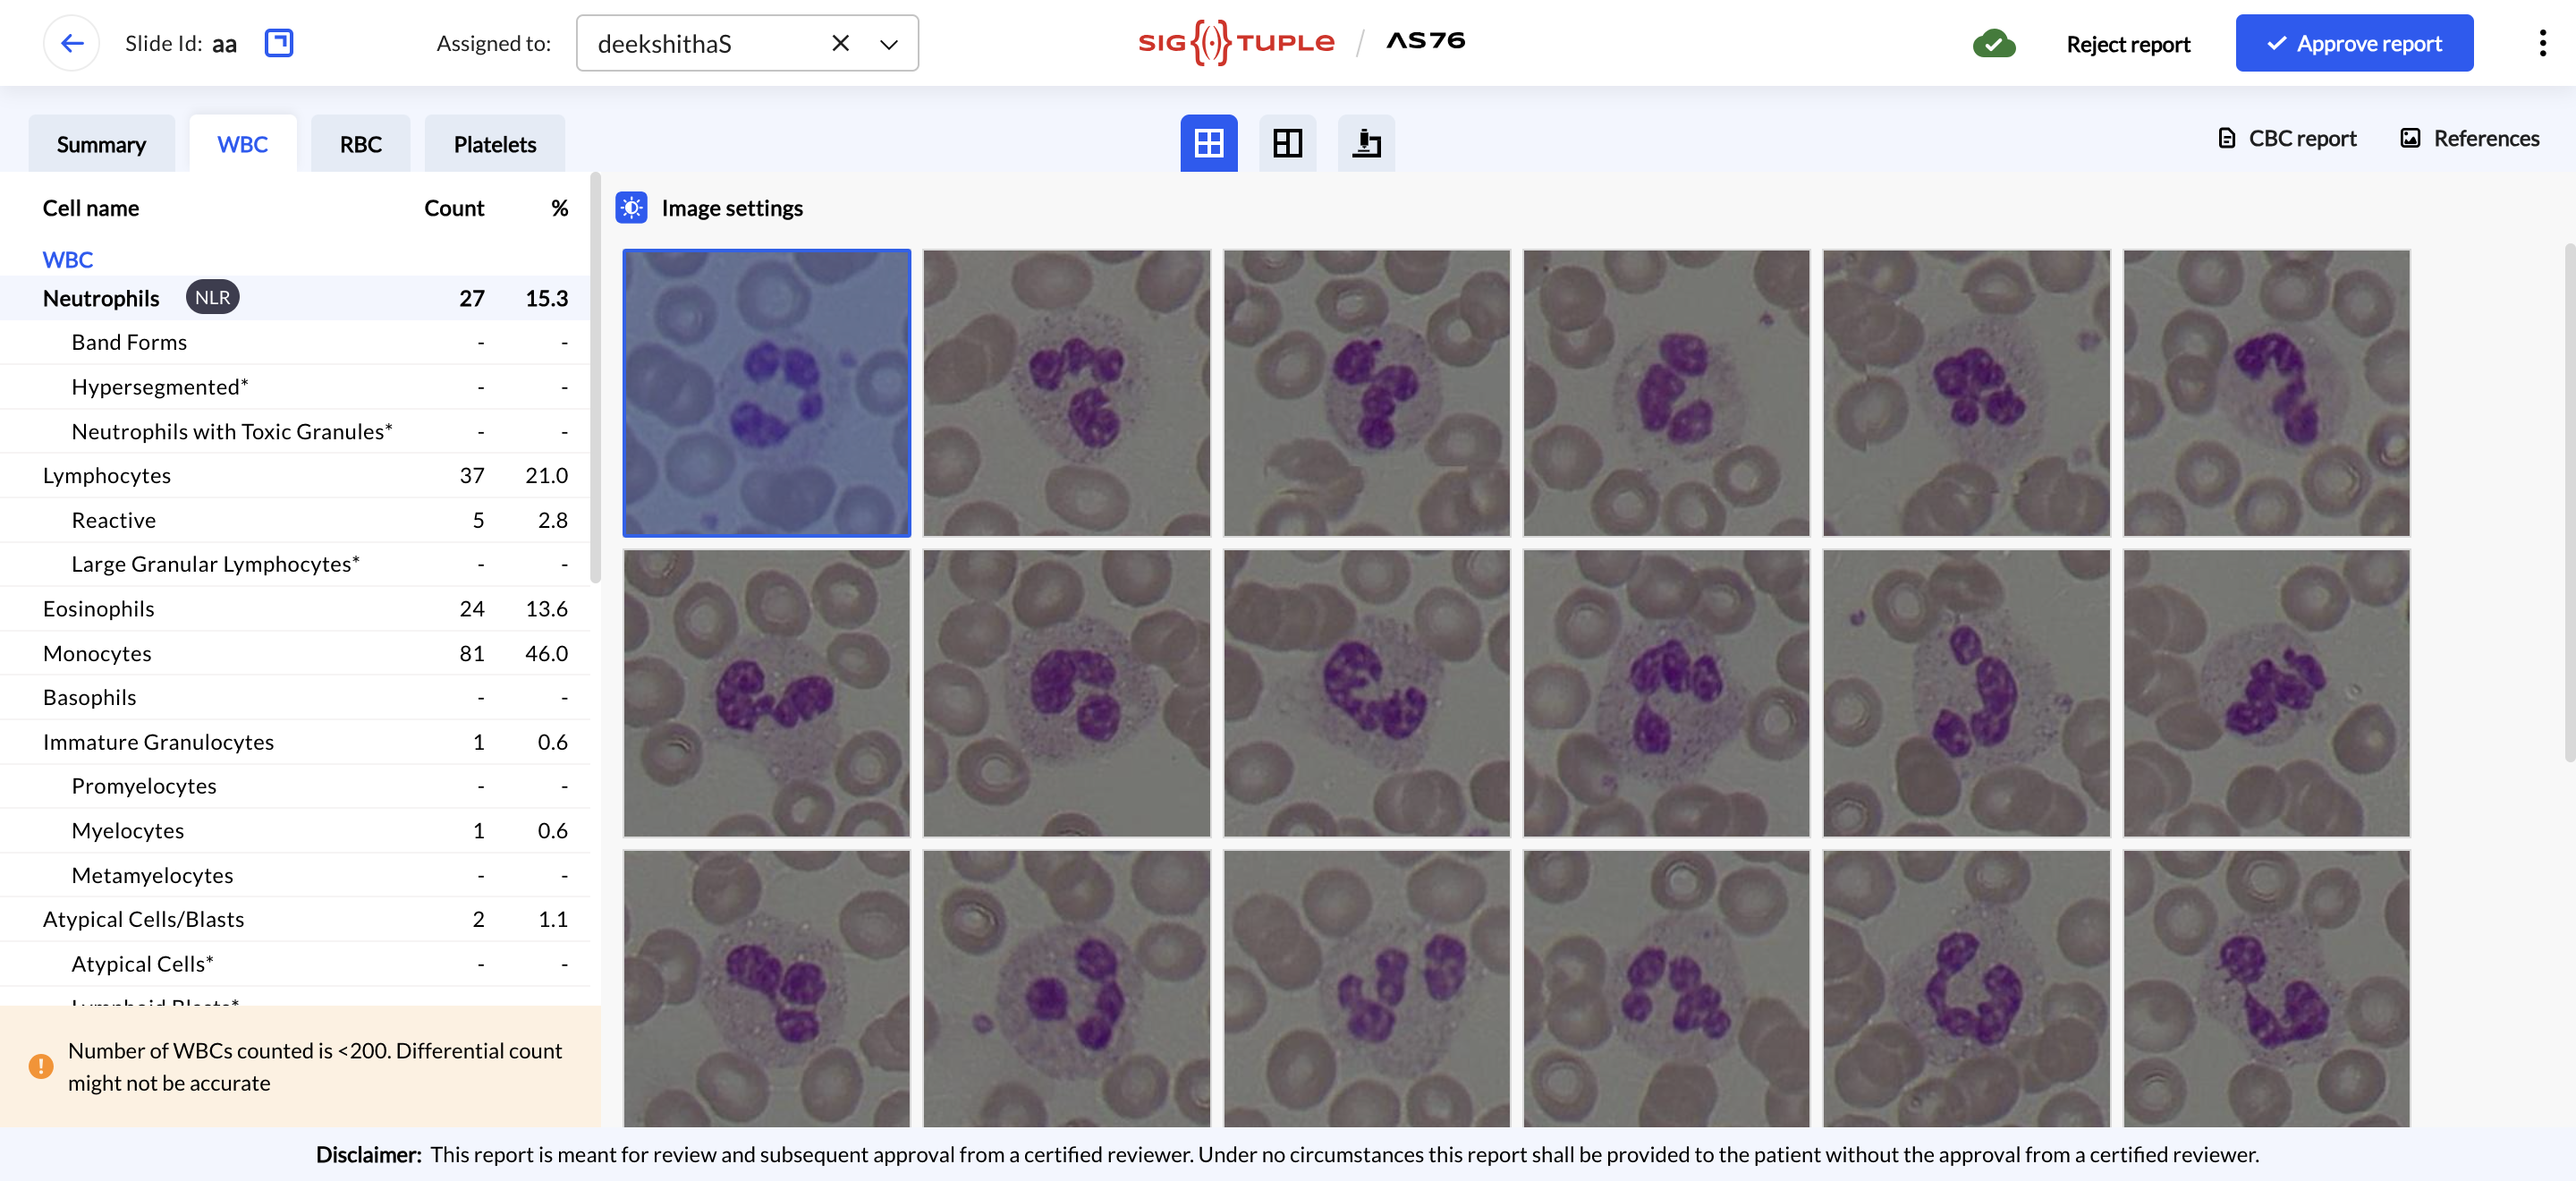 Slide Id: aa
Assigned to: deekshithaS
SIGTUPLE / AS76
Reject report
Approve report
Summary
WBC
RBC
Platelets
CBC report
References
Cell name Count %
Image settings
WBC
Neutrophils NLR 27 15.3
Band Forms - -
Hypersegmented* - -
Neutrophils with Toxic Granules* - -
Lymphocytes 37 21.0
Reactive 5 2.8
Large Granular Lymphocytes* - -
Eosinophils 24 13.6
Monocytes 81 46.0
Basophils - -
Immature Granulocytes 1 0.6
Promyelocytes - -
Myelocytes 1 0.6
Metamyelocytes - -
Atypical Cells/Blasts 2 1.1
Atypical Cells* - -
Lymphoid Blasts*
Number of WBCs counted is <200. Differential count
might not be accurate
Disclaimer: This report is meant for review and subsequent approval from a certified reviewer. Under no circumstances this report shall be provided to the patient without the approval from a certified reviewer.